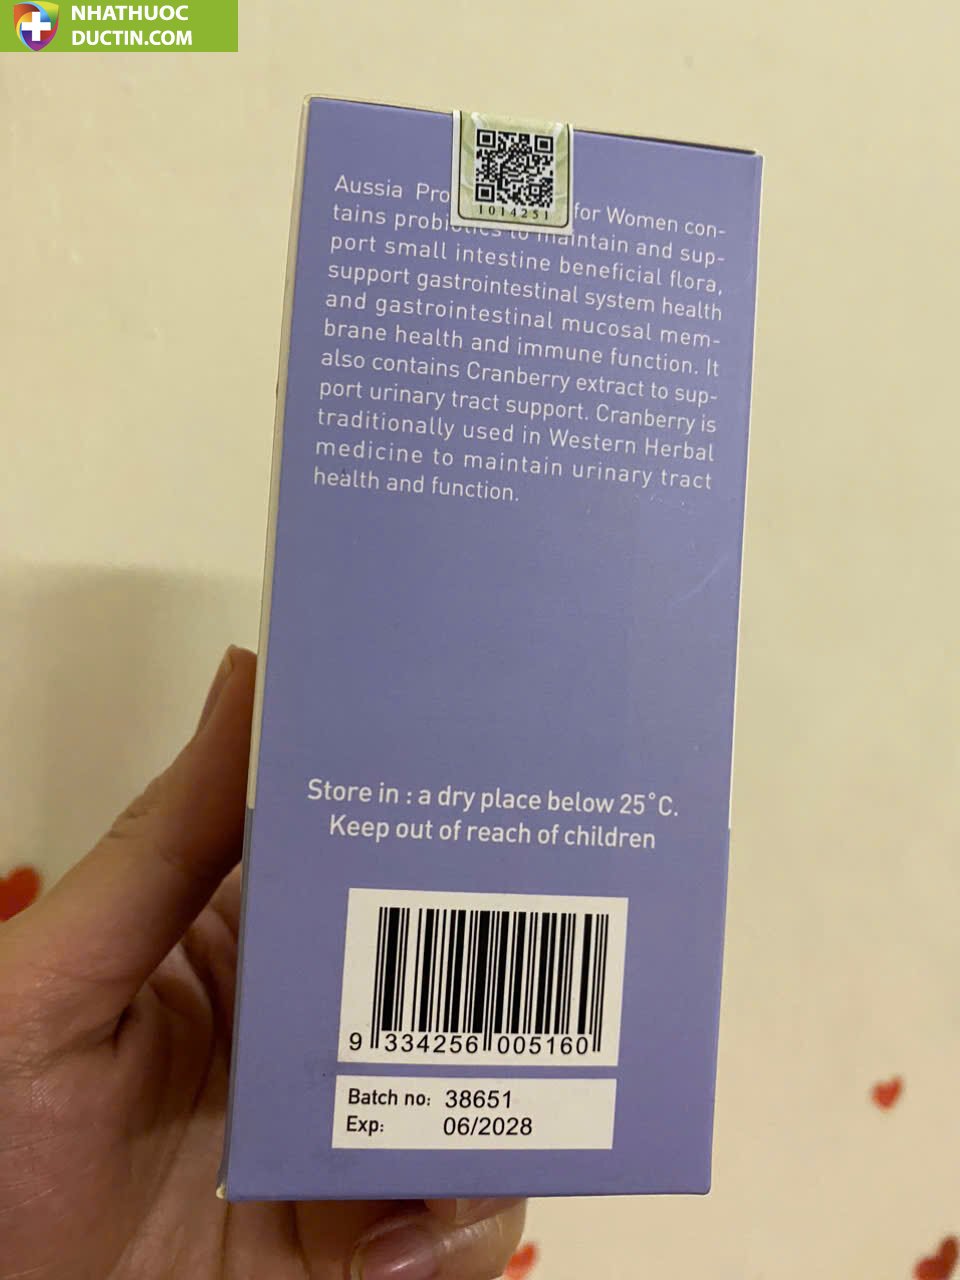 NHATHUOC
DUCTIN.COM
1014251
Aussia Pro for Women con-
tains probiotics to maintain and sup-
port small intestine beneficial flora,
support gastrointestinal system health
and gastrointestinal mucosal mem-
brane health and immune function. It
also contains Cranberry extract to sup-
port urinary tract support. Cranberry is
traditionally used in Western Herbal
medicine to maintain urinary tract
health and function.
Store in : a dry place below 25°C.
Keep out of reach of children
9 334256 005160
Batch no: 38651
Exp: 06/2028